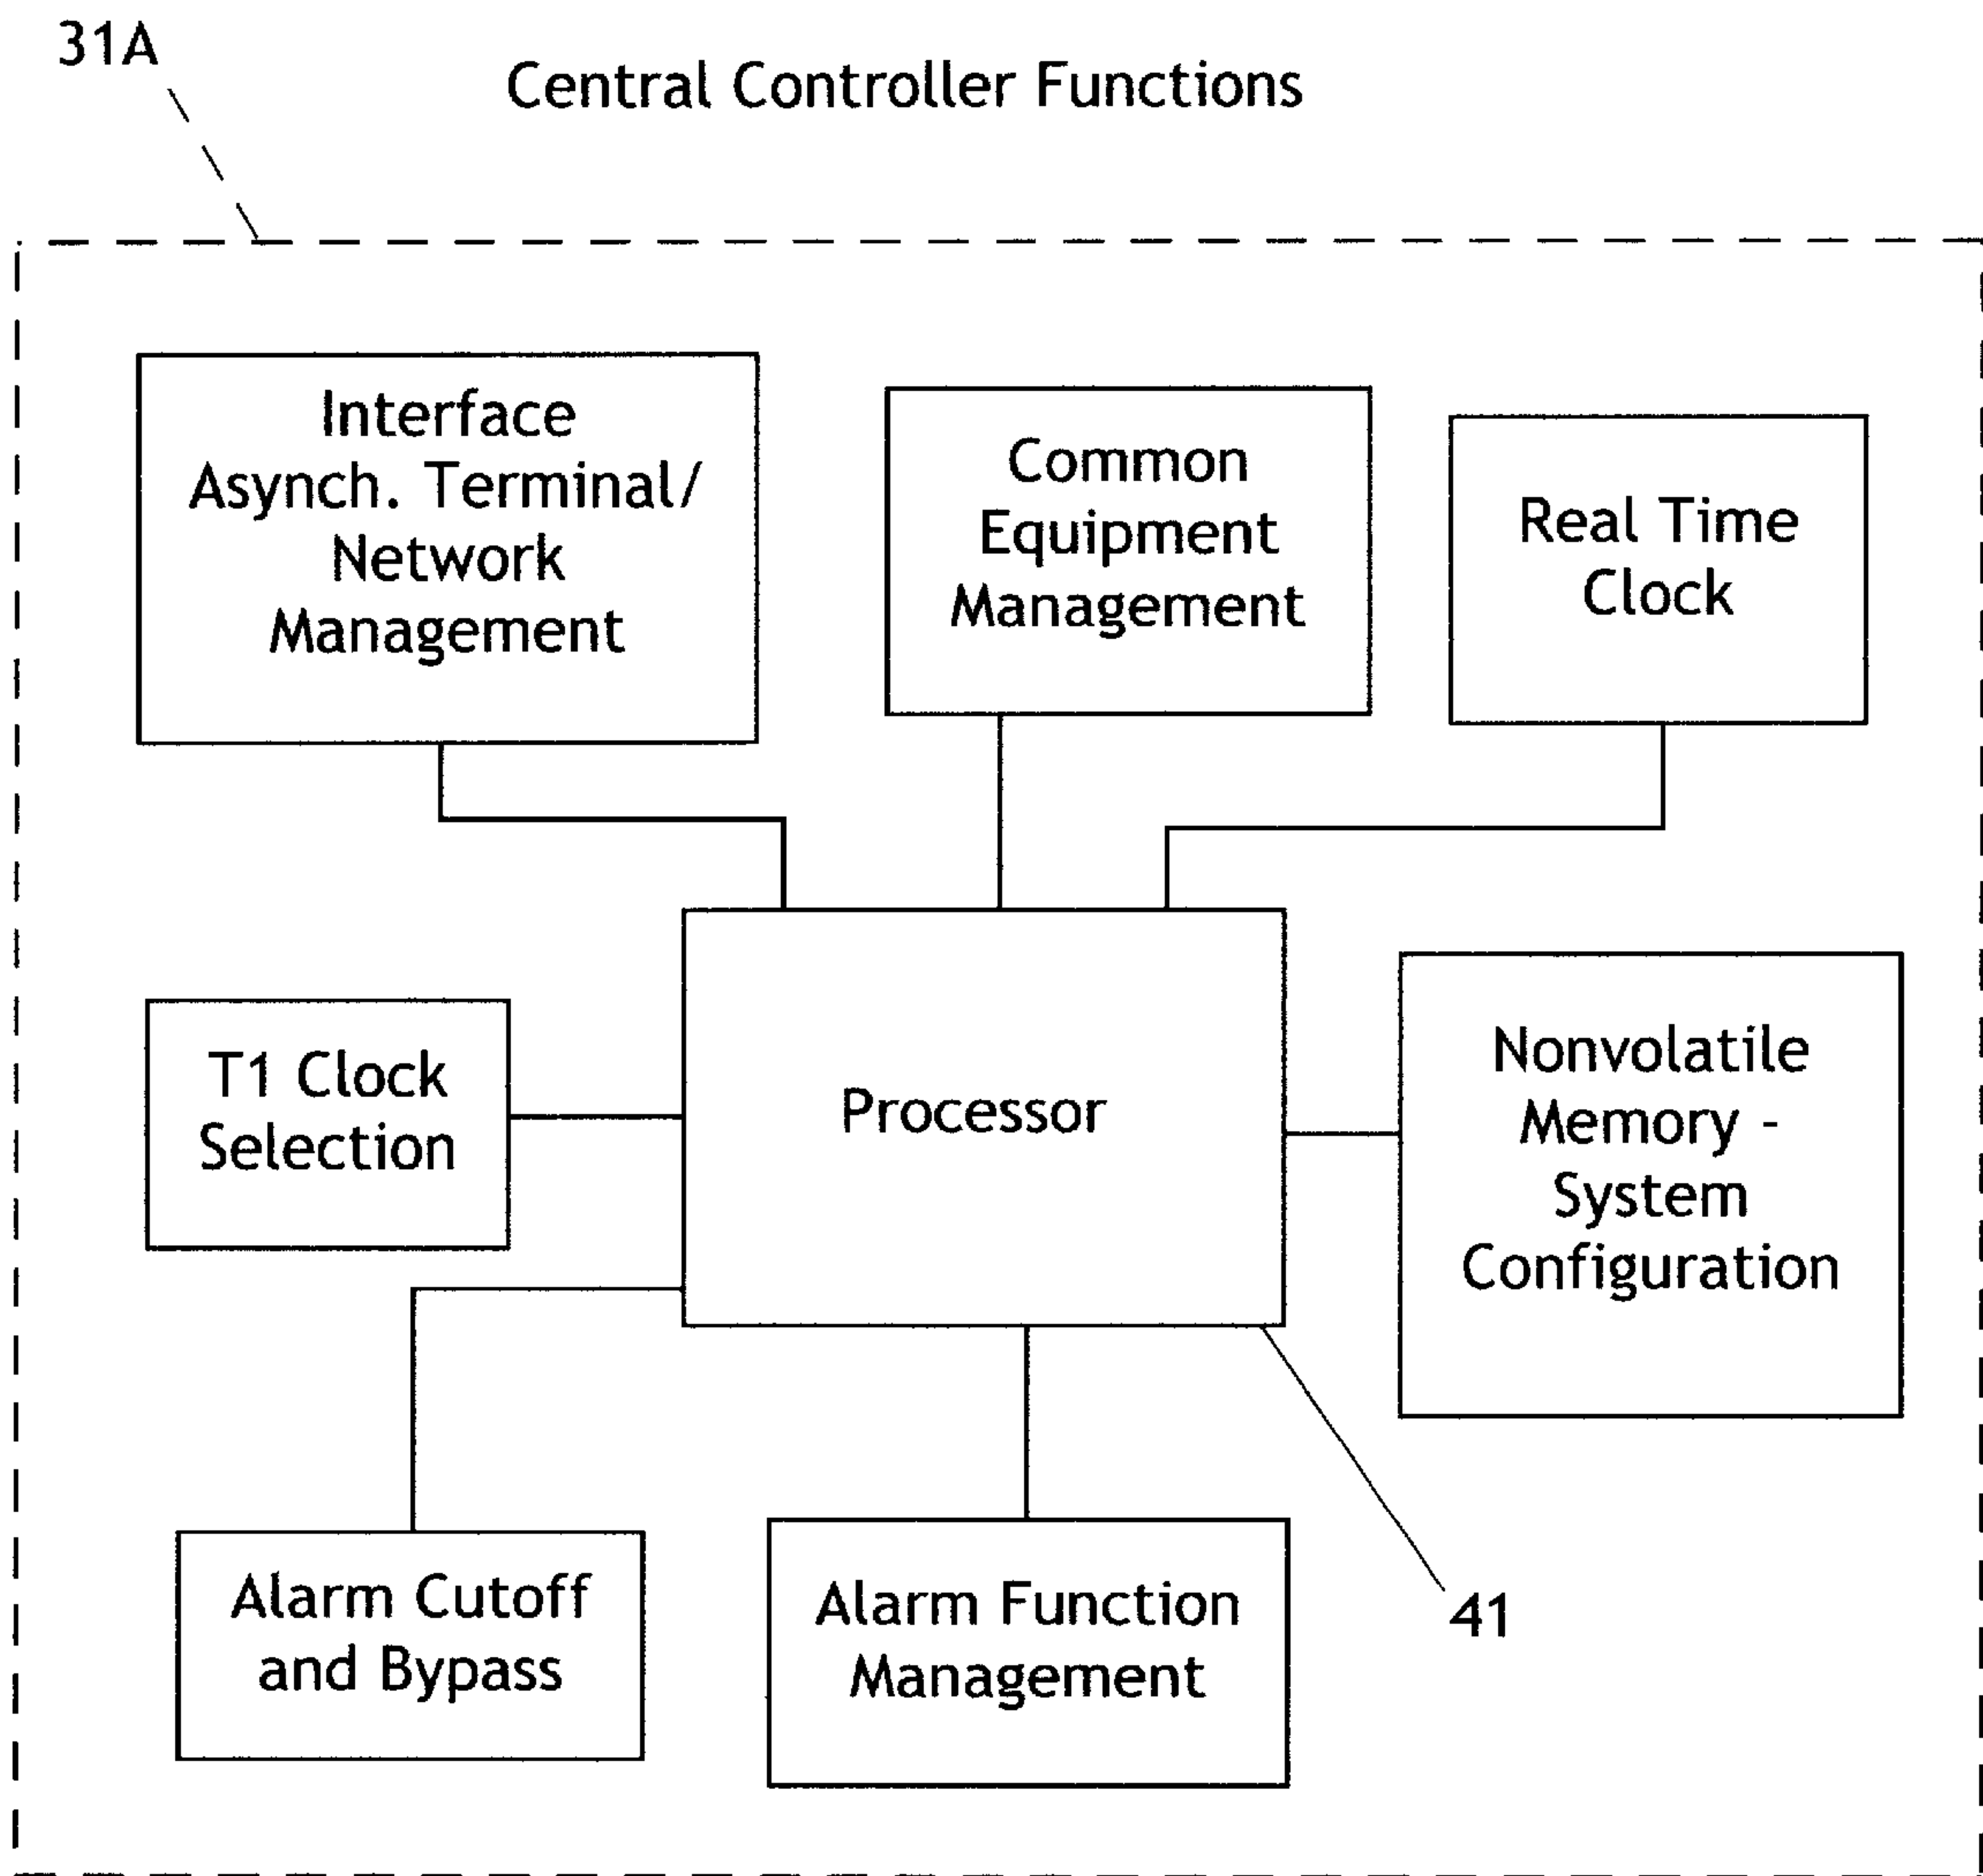 31A
Central Controller Functions
Interface
Asynch. Terminal/
Network
Management
Common
Equipment
Management
Real Time
Clock
T1 Clock
Selection
Processor
Nonvolatile
Memory -
System
Configuration
Alarm Cutoff
and Bypass
Alarm Function
Management
41